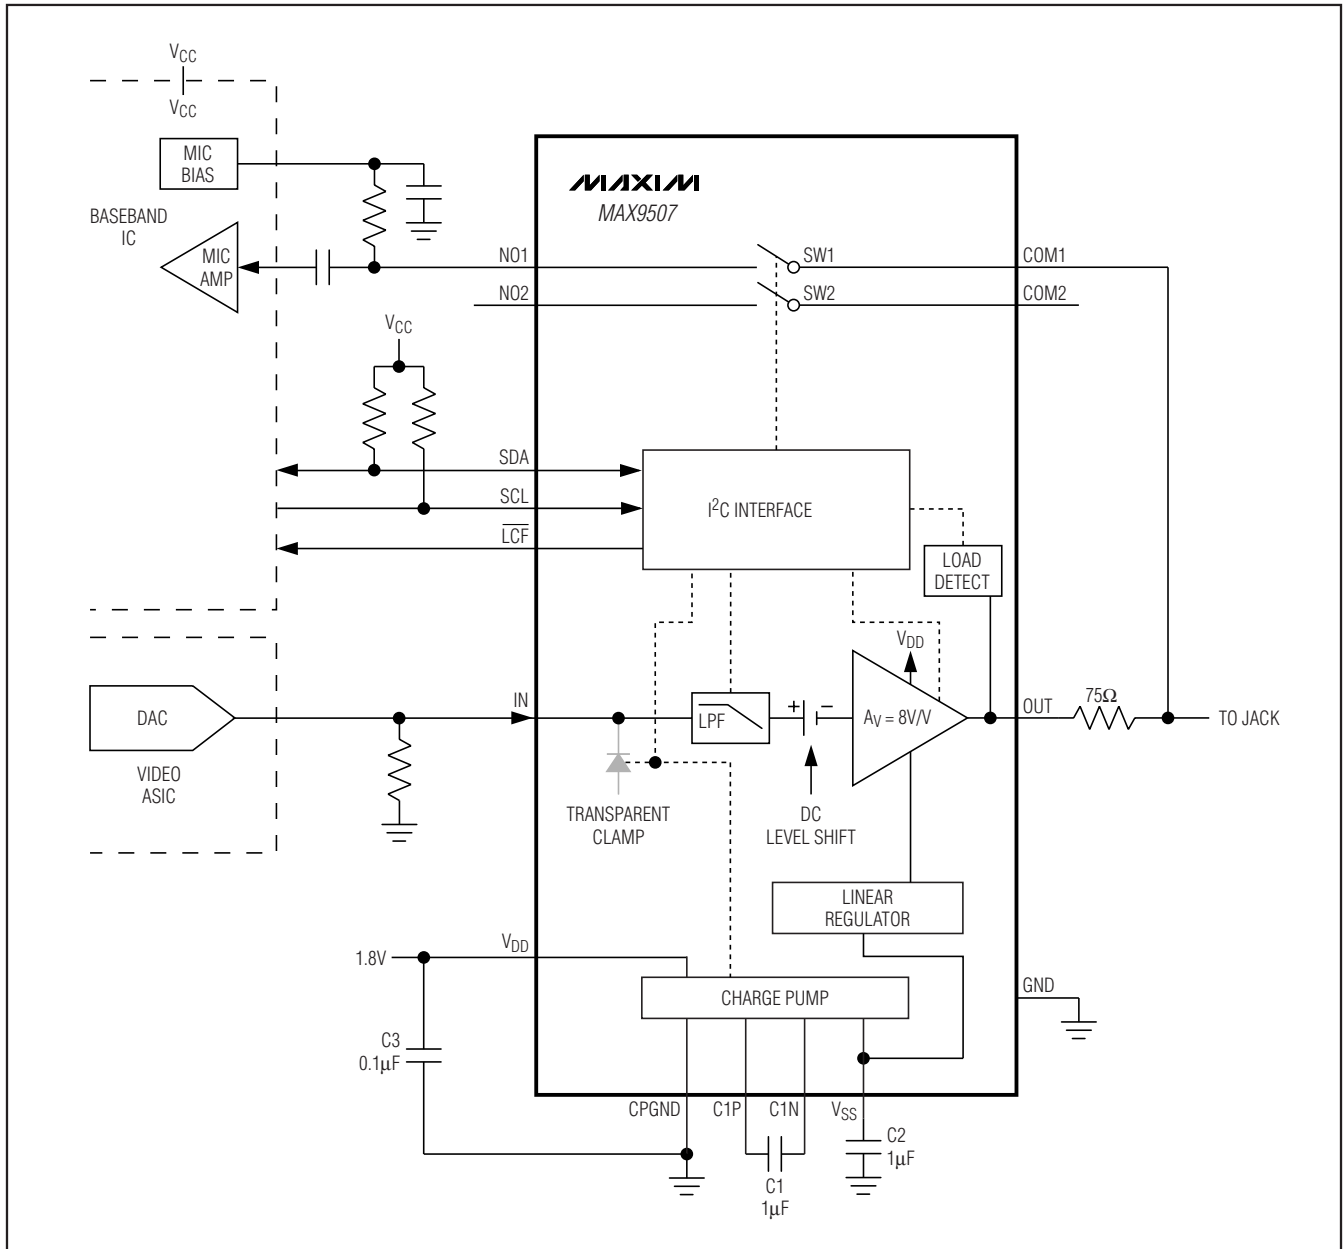 VCC
VCC
MIC
BIAS
BASEBAND
IC
MIC
AMP
MAXIM
MAX9507
NO1
SW1
COM1
NO2
SW2
COM2
VCC
SDA
SCL
LCF
I2C INTERFACE
LOAD
DETECT
VDD
DAC
IN
LPF
+
−
AV = 8V/V
OUT
75Ω
TO JACK
VIDEO
ASIC
TRANSPARENT
CLAMP
DC
LEVEL SHIFT
LINEAR
REGULATOR
VDD
1.8V
CHARGE PUMP
GND
C3
0.1µF
CPGND
C1P
C1N
VSS
C2
1µF
C1
1µF